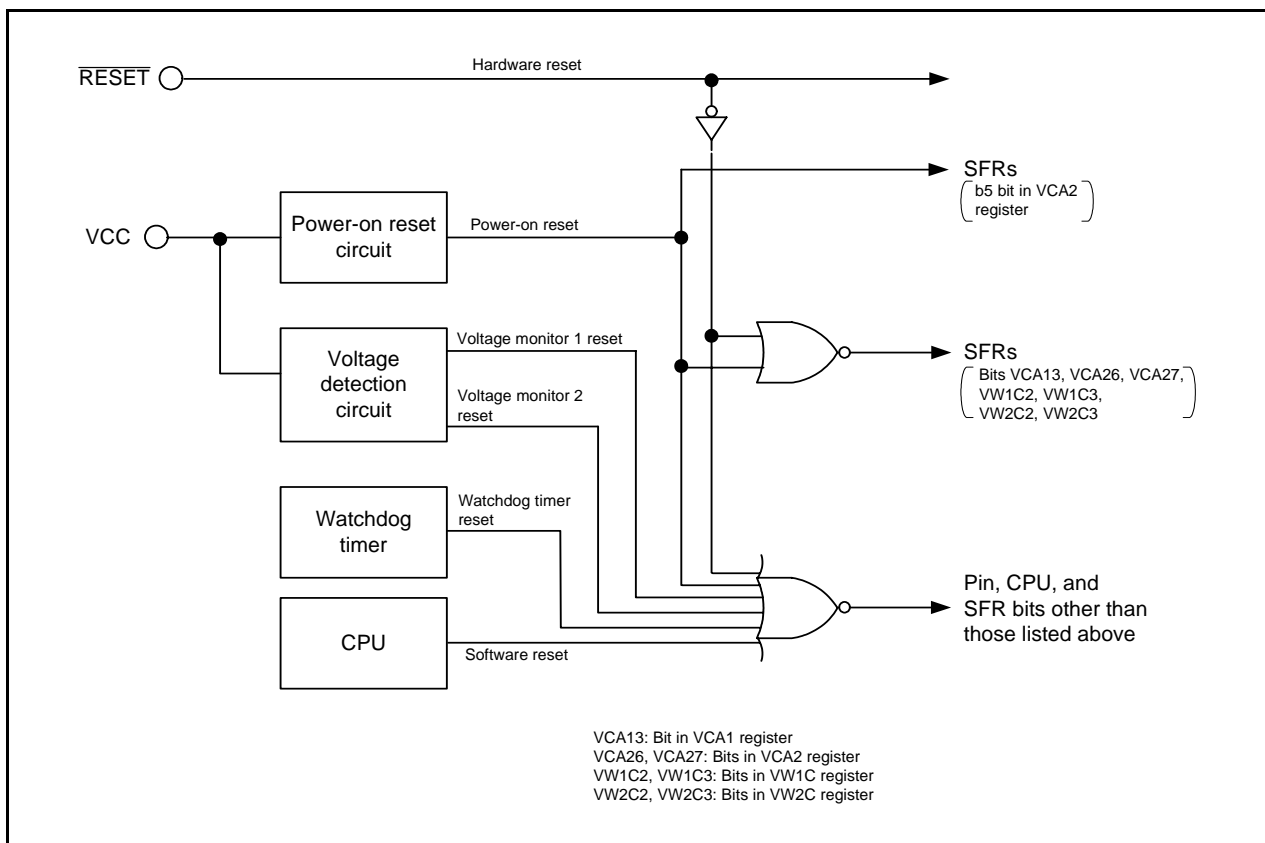 Hardware reset
RESET
SFRs
b5 bit in VCA2
register
VCC
Power-on reset
circuit
Power-on reset
Voltage
detection
circuit
Voltage monitor 1 reset
Voltage monitor 2
reset
SFRs
Bits VCA13, VCA26, VCA27,
VW1C2, VW1C3,
VW2C2, VW2C3
Watchdog
timer
Watchdog timer
reset
CPU
Software reset
Pin, CPU, and
SFR bits other than
those listed above
VCA13: Bit in VCA1 register
VCA26, VCA27: Bits in VCA2 register
VW1C2, VW1C3: Bits in VW1C register
VW2C2, VW2C3: Bits in VW2C register